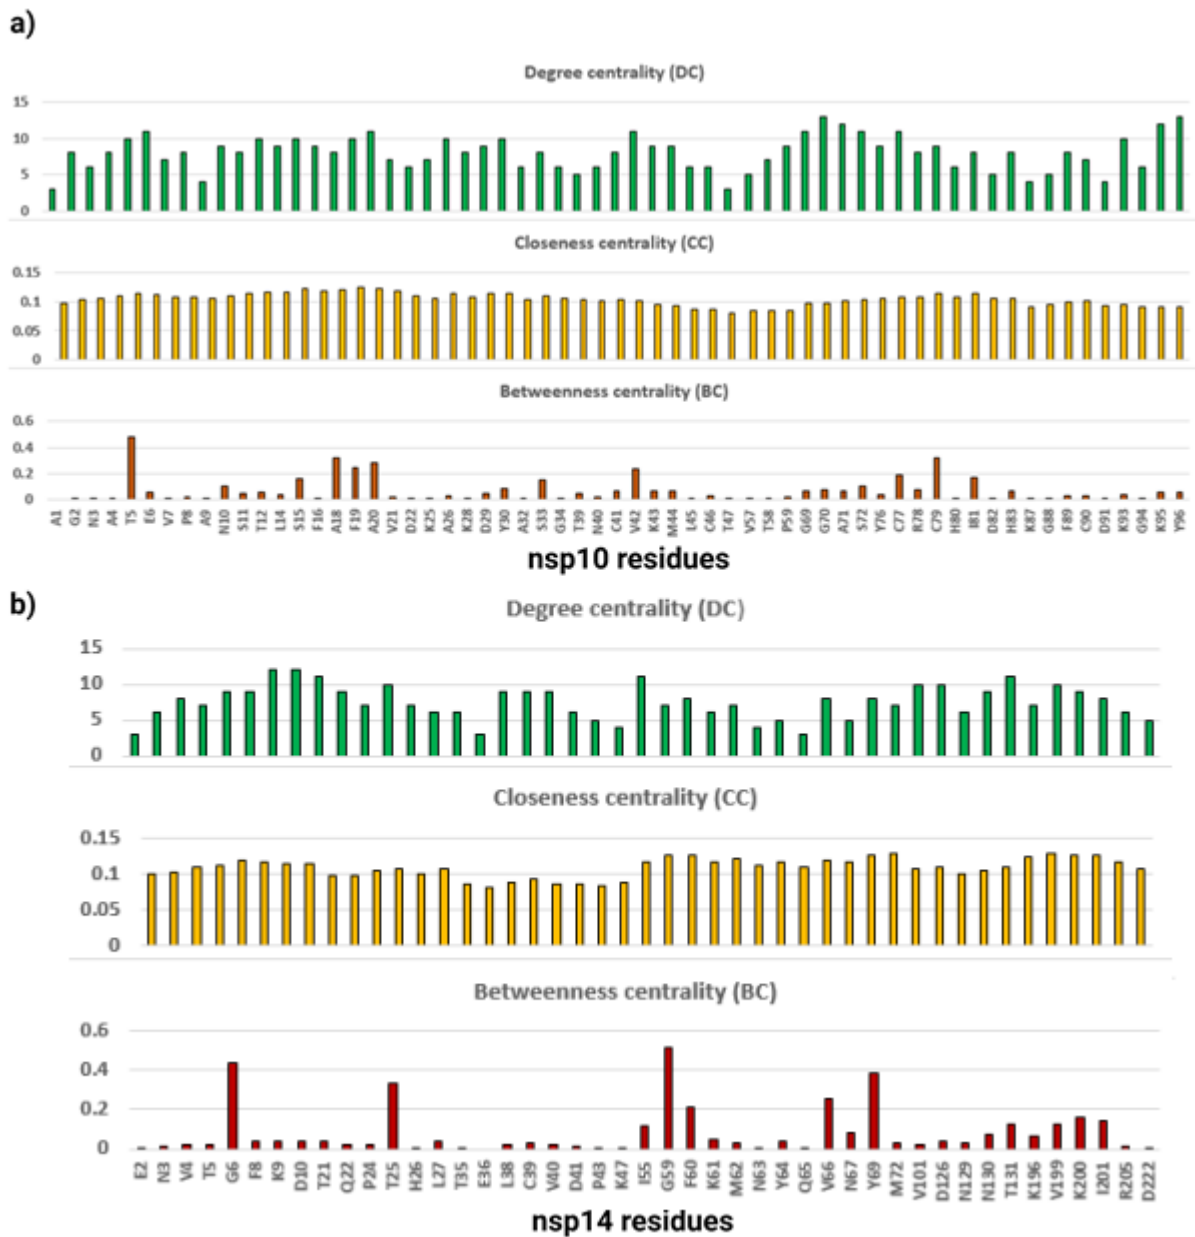 a)
Degree centrality (DC)
15
10
5
0
Closeness centrality (CC)
0.15
0.1
0.05
0
Betweenness centrality (BC)
0.6
0.4
0.2
0
A1 G2 N3 A4 T5 E6 V7 P8 A9 N10 S11 T12 L14 S15 F16 A18 F19 A20 V21 D22 K25 A26 K28 D29 Y30 A32 S33 G34 T39 N40 C41 V42 K43 M44 L45 C46 T47 V57 T58 P59 G69 G70 A71 S72 Y76 C77 R78 C79 H80 I81 D82 H83 K87 G88 F89 C90 D91 K93 G94 K95 Y96
nsp10 residues
b)
Degree centrality (DC)
15
10
5
0
Closeness centrality (CC)
0.15
0.1
0.05
0
Betweenness centrality (BC)
0.6
0.4
0.2
0
E2 N3 V4 T5 G6 F8 K9 D10 T21 Q22 P24 T25 H26 L27 T35 E36 L38 C39 V40 D41 P43 K47 I55 G59 F60 K61 M62 N63 Y64 Q65 V66 N67 Y69 M72 V101 D126 N129 N130 T131 K196 V199 K200 I201 R205 D222
nsp14 residues